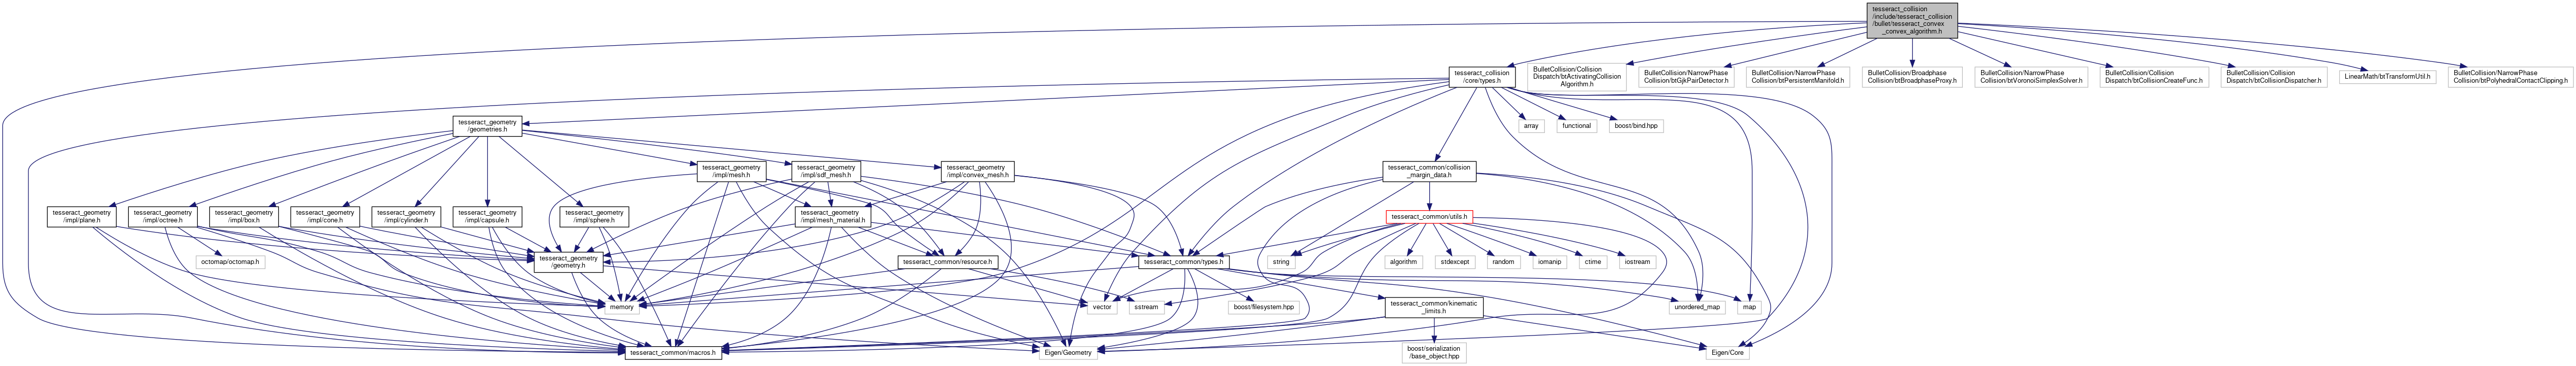 tesseract_collision
/include/tesseract_collision
/bullet/tesseract_convex
_convex_algorithm.h
tesseract_collision
/core/types.h
BulletCollision/Collision
Dispatch/btActivatingCollision
Algorithm.h
BulletCollision/NarrowPhase
Collision/btGjkPairDetector.h
BulletCollision/NarrowPhase
Collision/btPersistentManifold.h
BulletCollision/Broadphase
Collision/btBroadphaseProxy.h
BulletCollision/NarrowPhase
Collision/btVoronoiSimplexSolver.h
BulletCollision/Collision
Dispatch/btCollisionCreateFunc.h
BulletCollision/Collision
Dispatch/btCollisionDispatcher.h
LinearMath/btTransformUtil.h
BulletCollision/NarrowPhase
Collision/btPolyhedralContactClipping.h
tesseract_geometry
/geometries.h
array
functional
boost/bind.hpp
tesseract_geometry
/impl/mesh.h
tesseract_geometry
/impl/sdf_mesh.h
tesseract_geometry
/impl/convex_mesh.h
tesseract_common/collision
_margin_data.h
tesseract_geometry
/impl/plane.h
tesseract_geometry
/impl/octree.h
tesseract_geometry
/impl/box.h
tesseract_geometry
/impl/cone.h
tesseract_geometry
/impl/cylinder.h
tesseract_geometry
/impl/capsule.h
tesseract_geometry
/impl/sphere.h
tesseract_geometry
/impl/mesh_material.h
tesseract_common/utils.h
octomap/octomap.h
tesseract_geometry
/geometry.h
tesseract_common/resource.h
tesseract_common/types.h
string
algorithm
stdexcept
random
iomanip
ctime
iostream
memory
vector
sstream
boost/filesystem.hpp
tesseract_common/kinematic
_limits.h
unordered_map
map
tesseract_common/macros.h
Eigen/Geometry
boost/serialization
/base_object.hpp
Eigen/Core